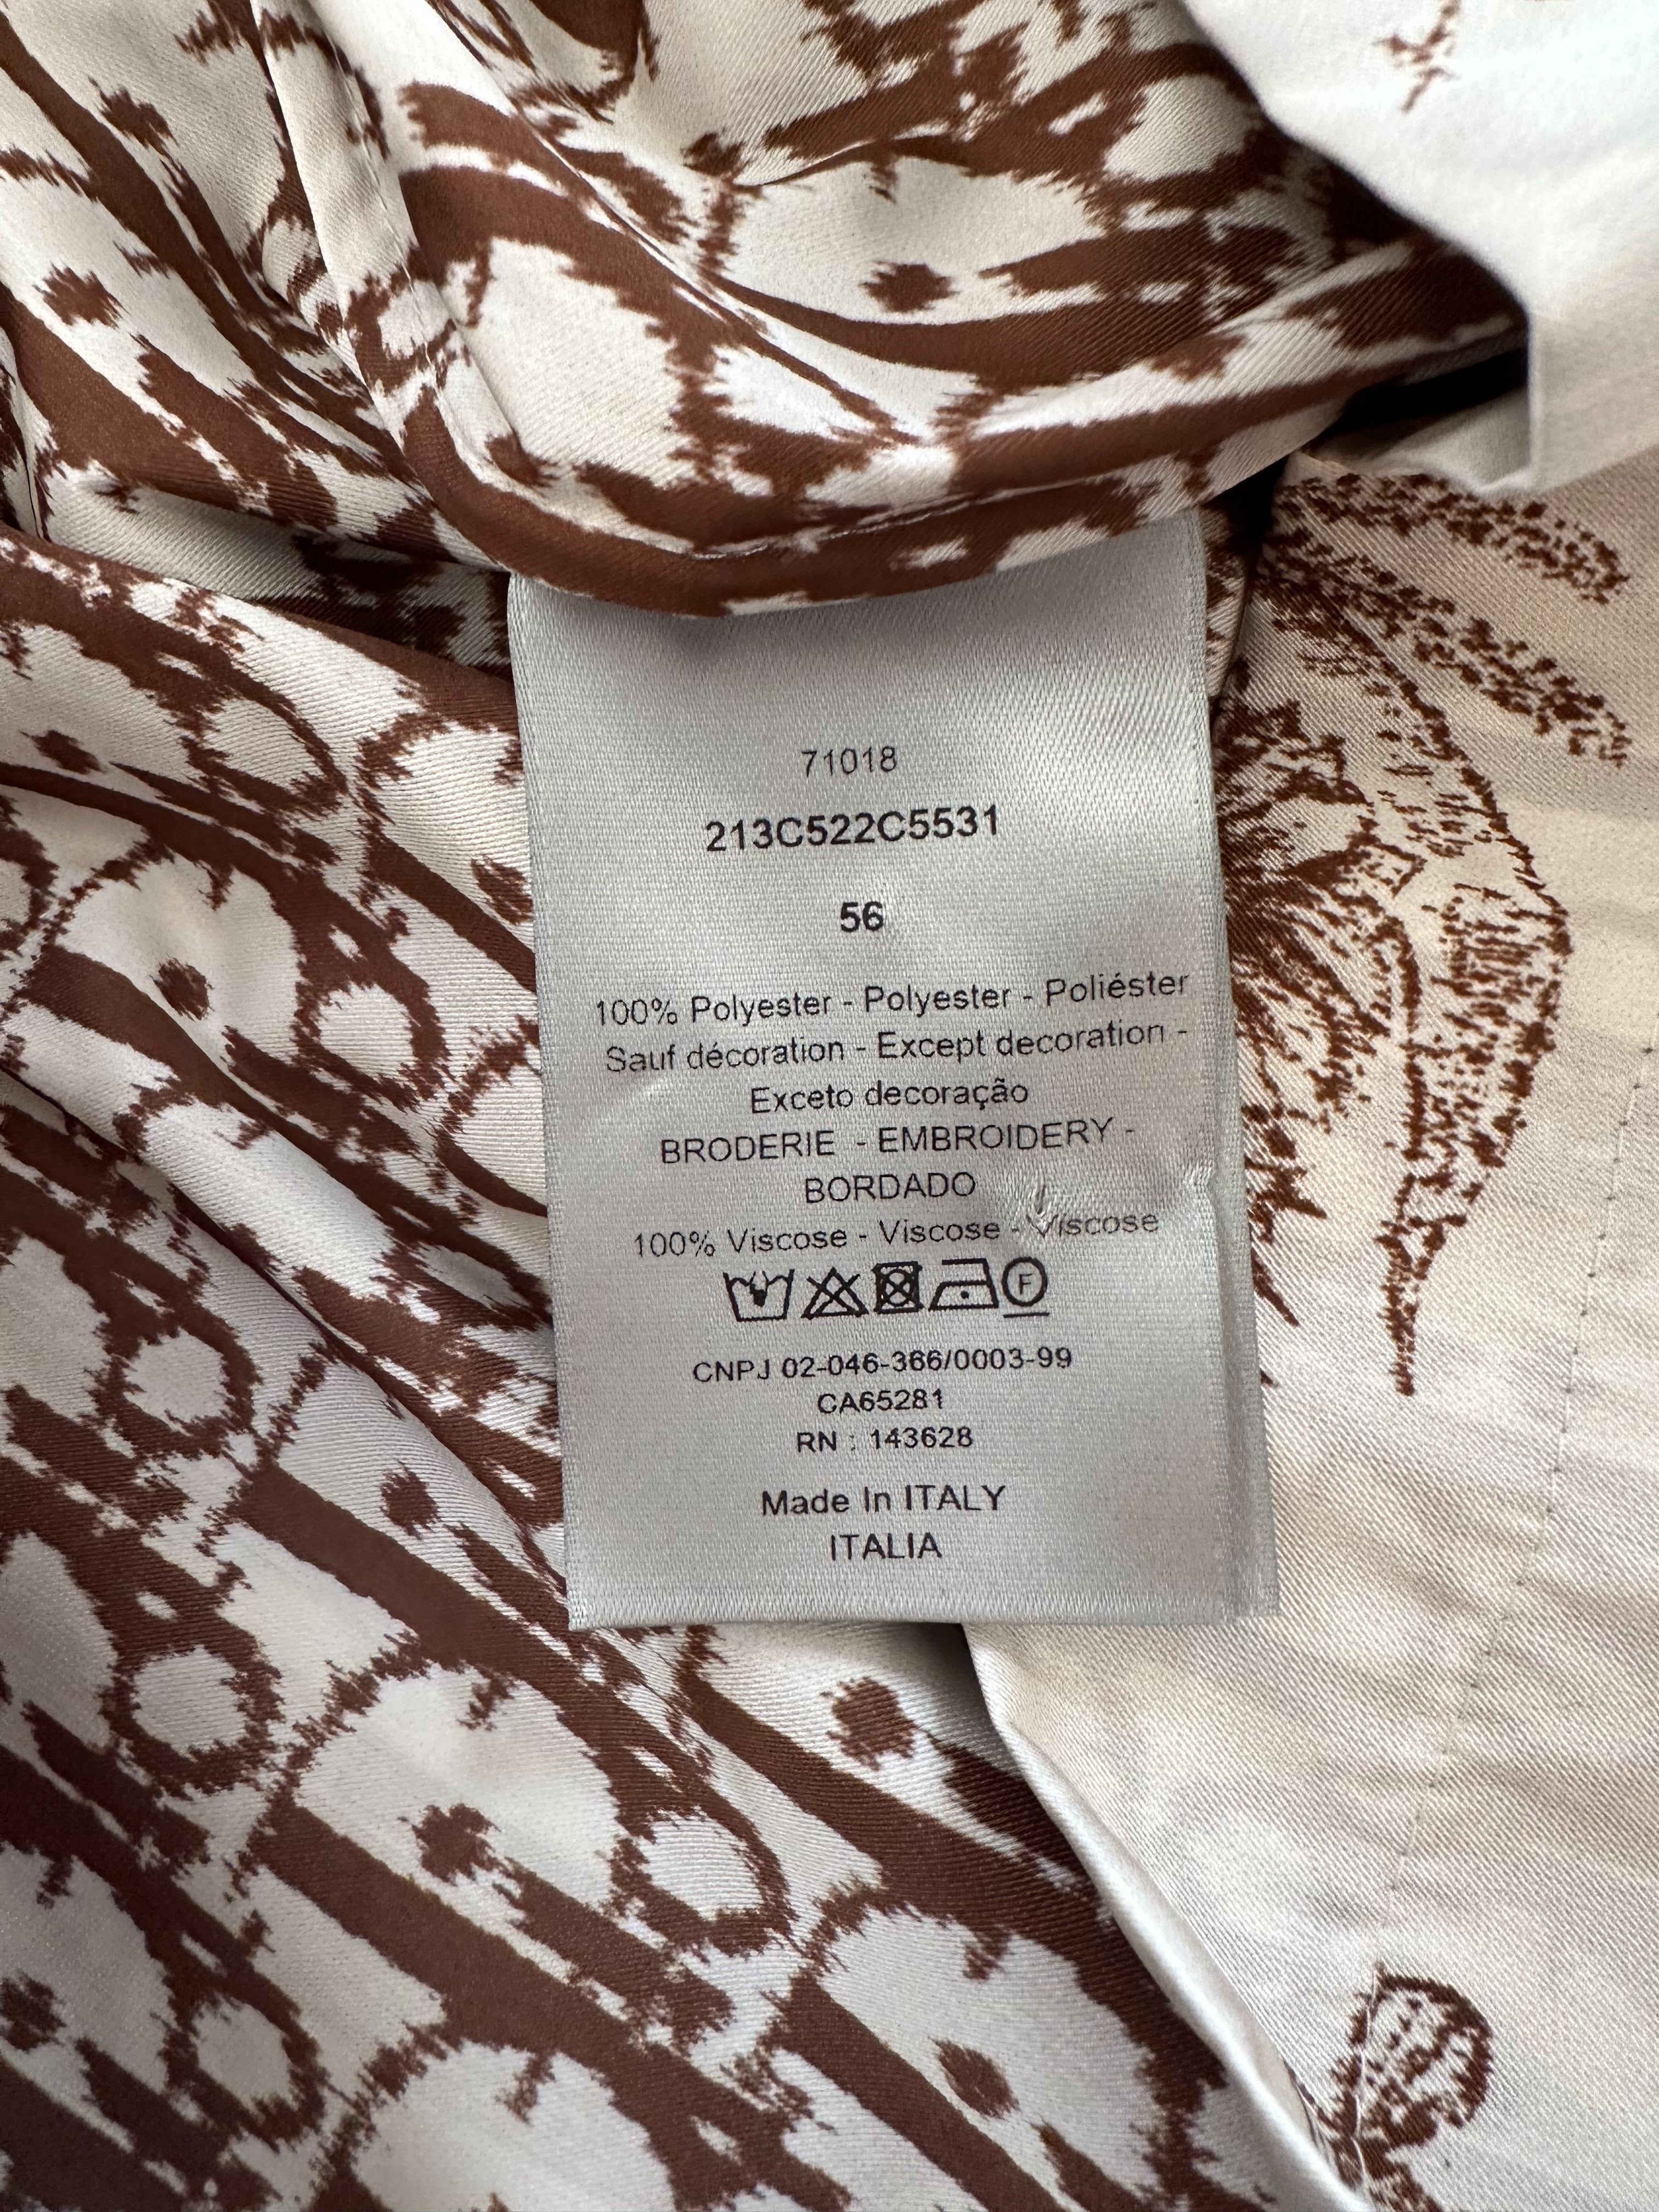 71018
213C522C5531
56
100% Polyester - Polyester - Poliéster
Sauf décoration - Except decoration -
Exceto decoração
BRODERIE - EMBROIDERY -
BORDADO
100% Viscose - Viscose - Viscose
F
CNPJ 02-046-366/0003-99
CA65281
RN : 143628
Made In ITALY
ITALIA